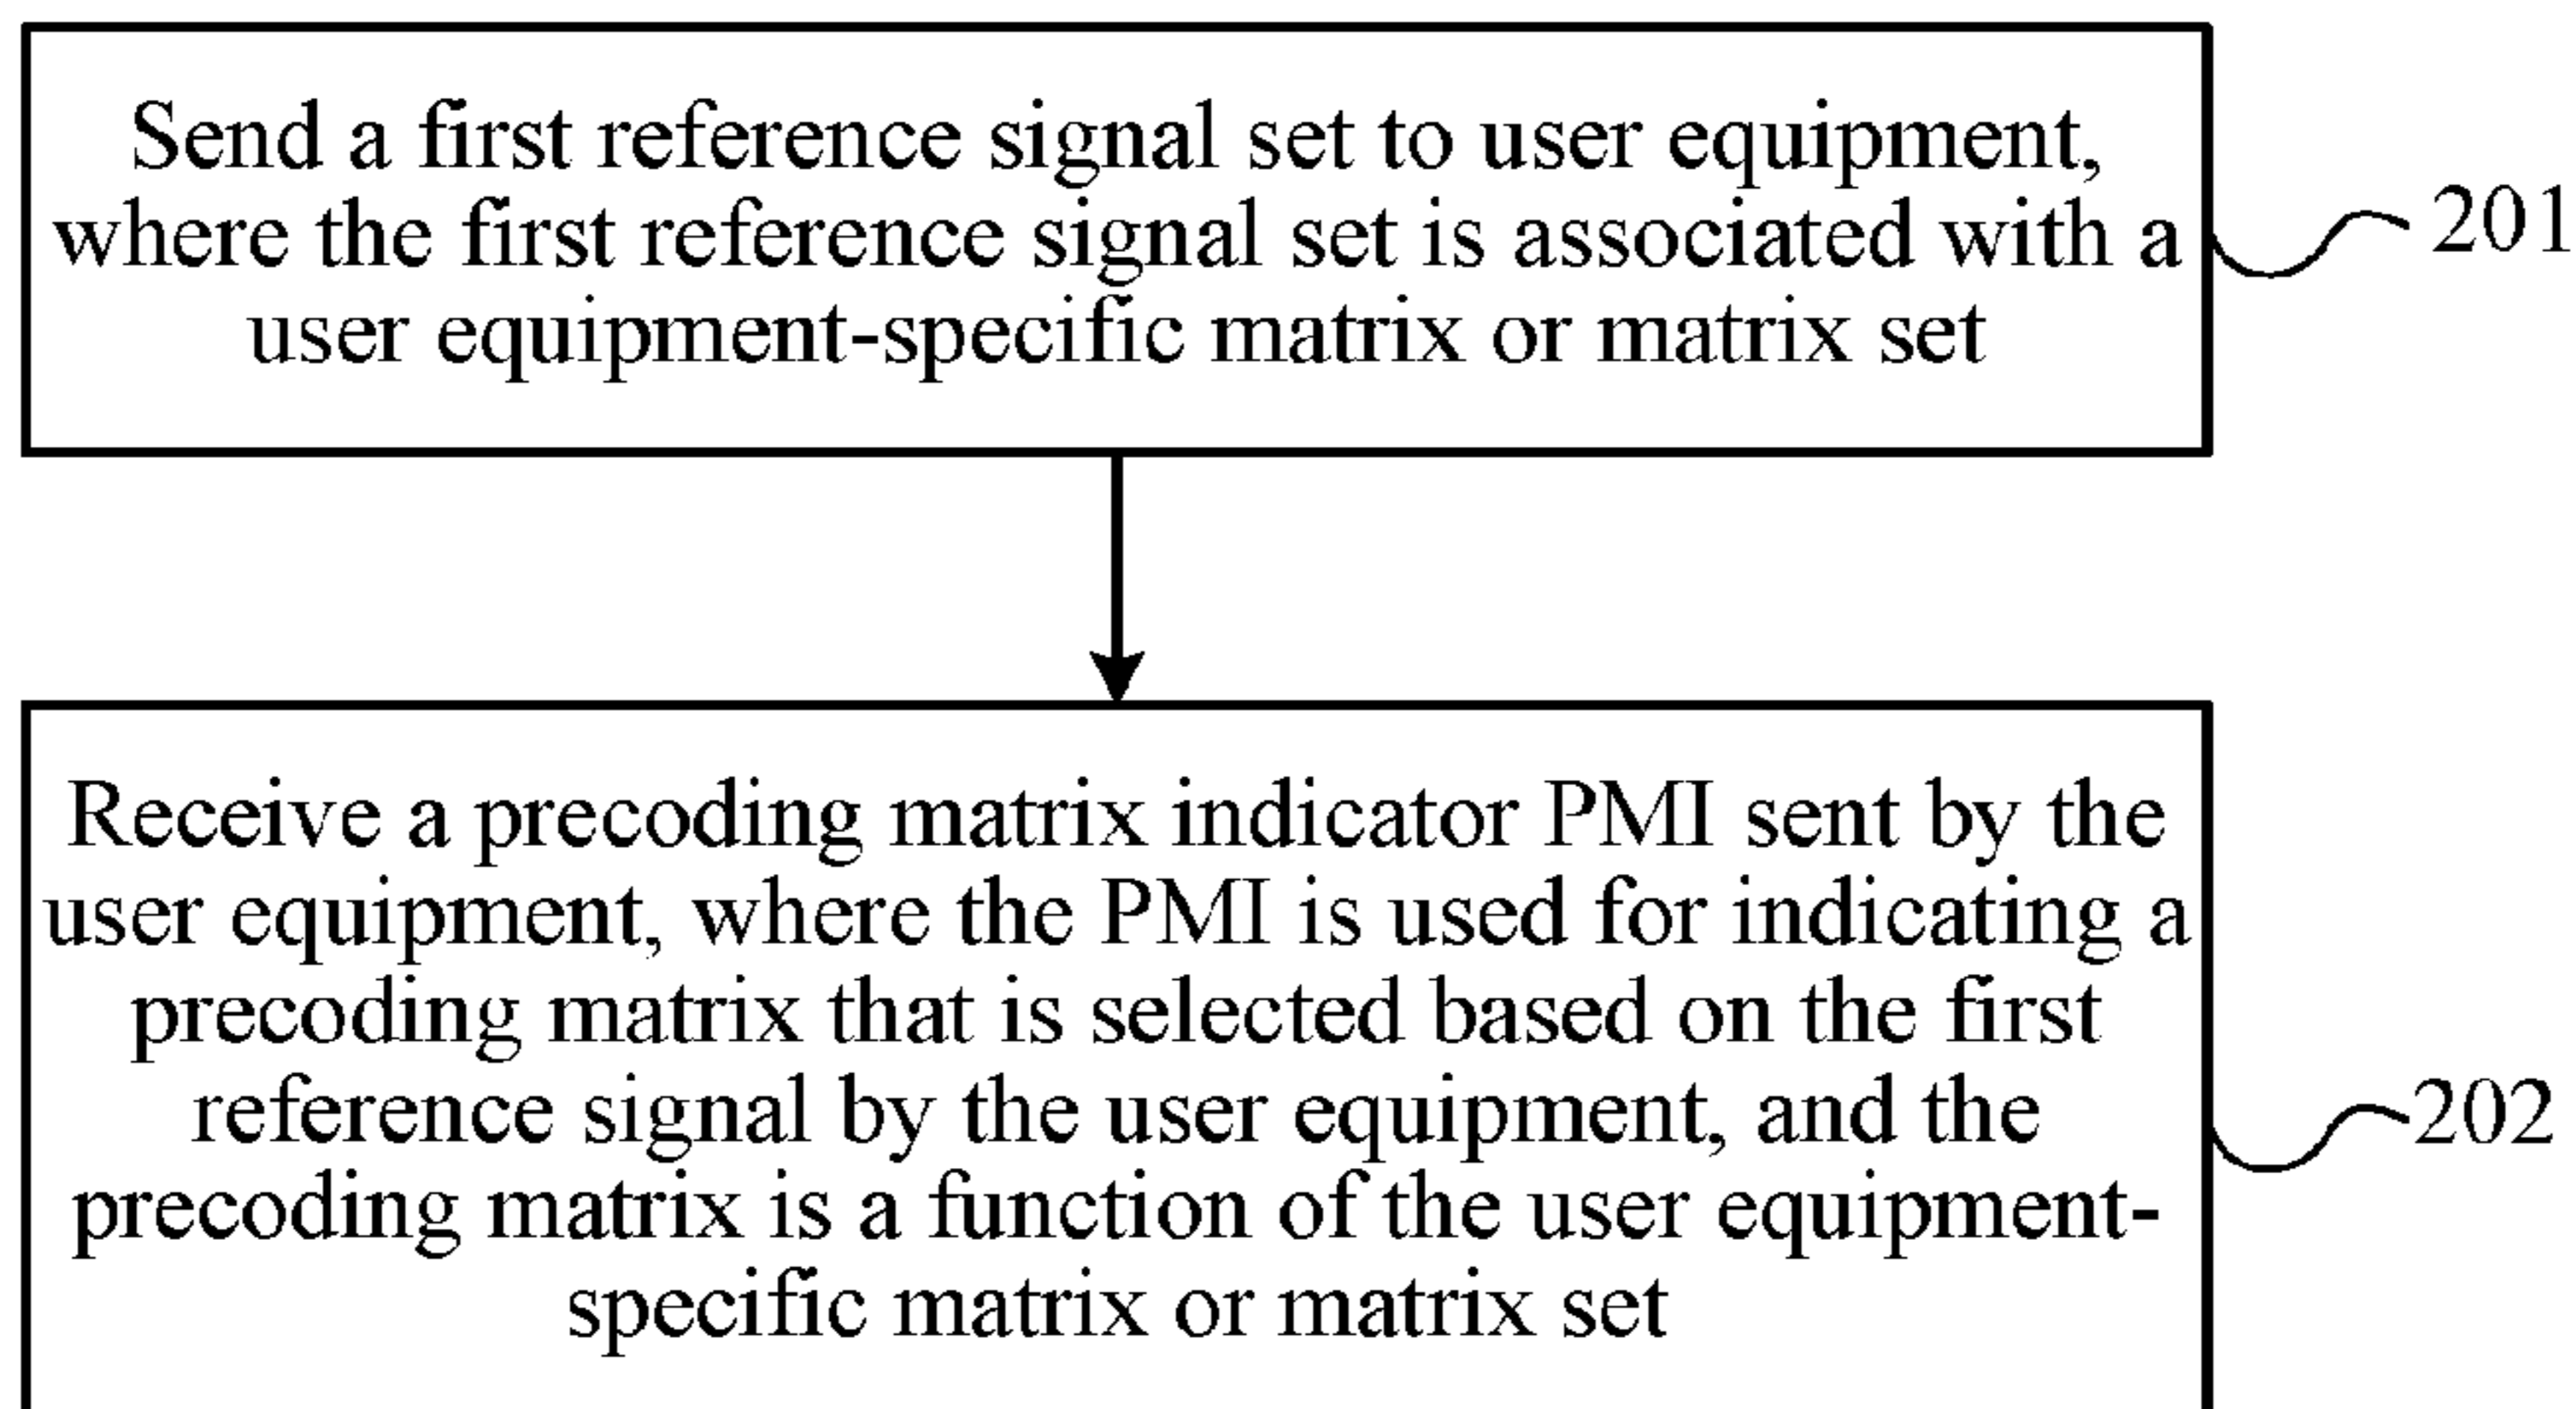 Send a first reference signal set to user equipment,
where the first reference signal set is associated with a
user equipment-specific matrix or matrix set
201
Receive a precoding matrix indicator PMI sent by the
user equipment, where the PMI is used for indicating a
precoding matrix that is selected based on the first
reference signal by the user equipment, and the
precoding matrix is a function of the user equipment-
specific matrix or matrix set
202